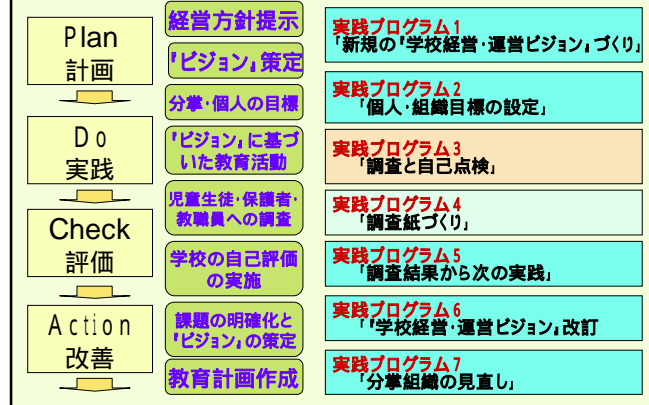 Plan
計画
Do
実践
Check
評価
Action
改善
経営方針提示
『ビジョン』策定
分掌・個人の目標
『ビジョン』に基づ
いた教育活動
児童生徒・保護者・
教職員への調査
学校の自己評価
の実施
課題の明確化と
『ビジョン』の策定
教育計画作成
実践プログラム1
「新規の『学校経営・運営ビジョン』づくり」
実践プログラム2
「個人・組織目標の設定」
実践プログラム3
「調査と自己点検」
実践プログラム4
「調査紙づくり」
実践プログラム5
「調査結果から次の実践」
実践プログラム6
「『学校経営・運営ビジョン』改訂
実践プログラム7
「分掌組織の見直し」